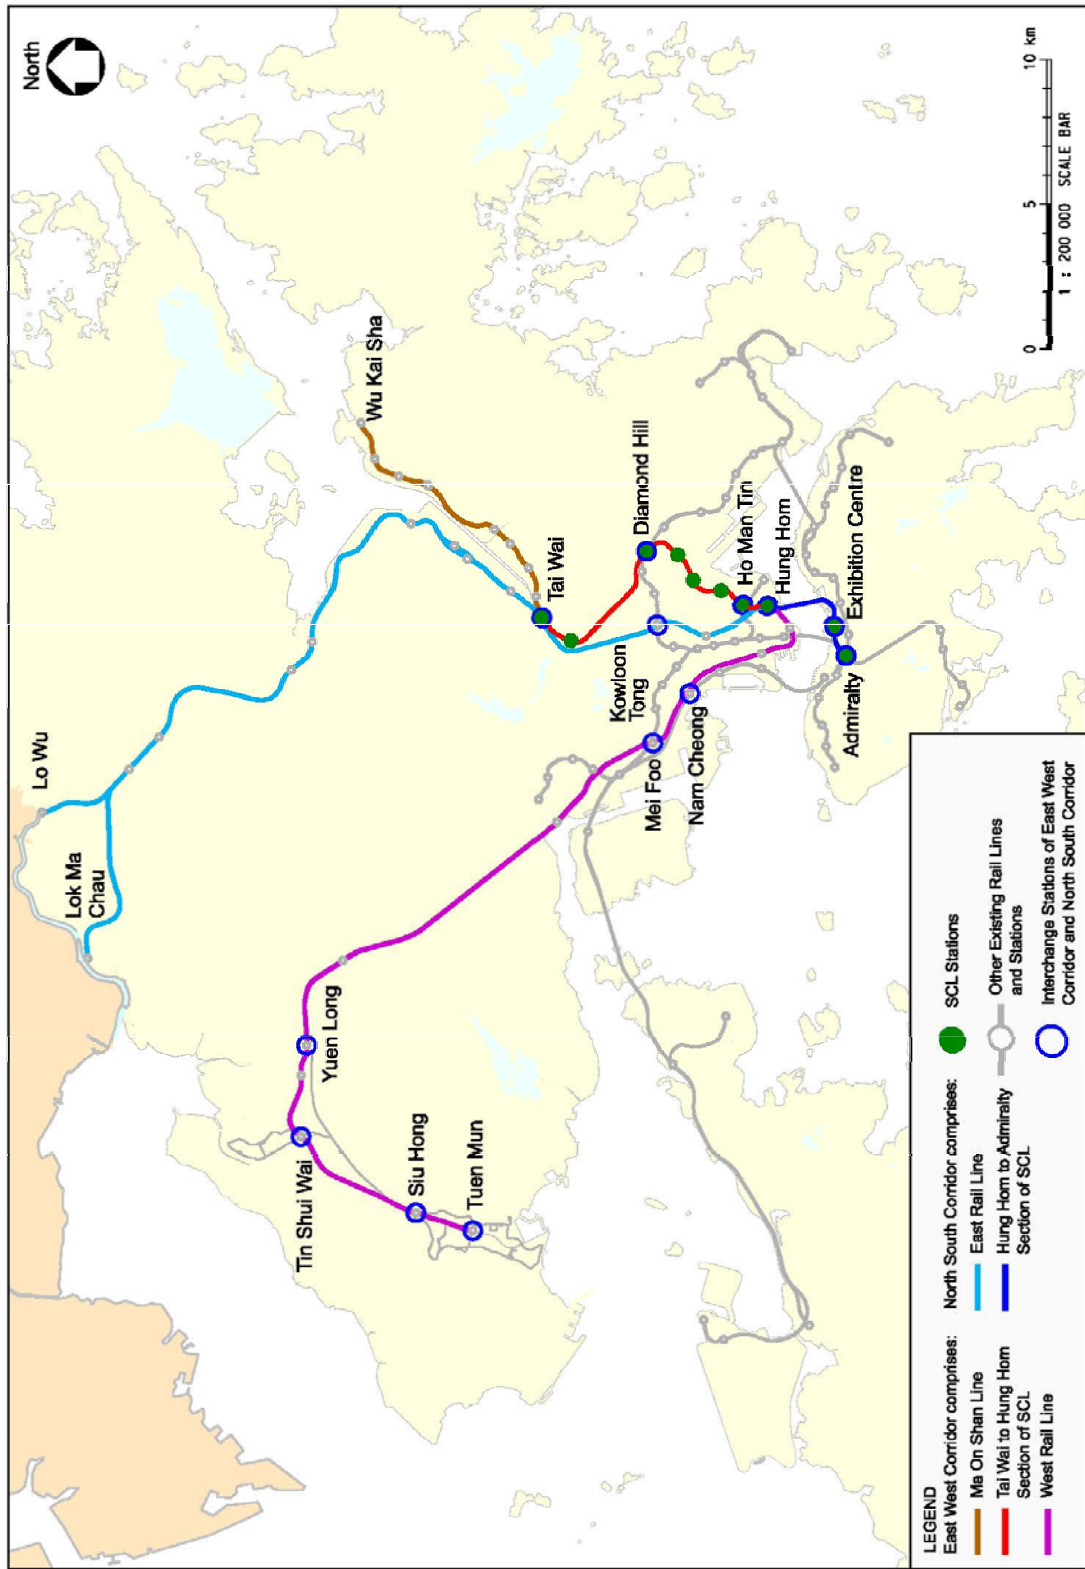 North
Lo Wu
Lok Ma
Chau
Wu Kai Sha
Yuen Long
Tin Shui Wai
Siu Hong
Tuen Mun
Tai Wai
Diamond Hill
Kowloon
Tong
Mei Foo
Nam Cheong
Ho Man Tin
Hung Hom
Exhibition Centre
Admiralty
0 5 10 km
1 : 200 000 SCALE BAR
LEGEND
East West Corridor comprises:
Ma On Shan Line
Tai Wai to Hung Hom
Section of SCL
West Rail Line
North South Corridor comprises:
East Rail Line
Hung Hom to Admiralty
Section of SCL
SCL Stations
Other Existing Rail Lines
and Stations
Interchange Stations of East West
Corridor and North South Corridor